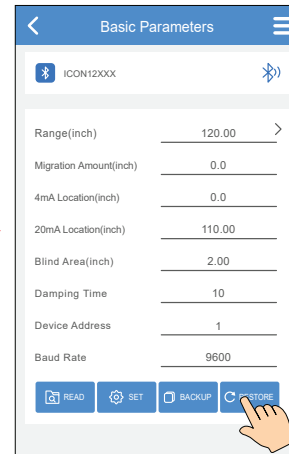 Basic Parameters
ICON12XXX
Range(inch) 120.00
Migration Amount(inch) 0.0
4mA Location(inch) 0.0
20mA Location(inch) 110.00
Blind Area(inch) 2.00
Damping Time 10
Device Address 1
Baud Rate 9600
READ SET BACKUP RESTORE